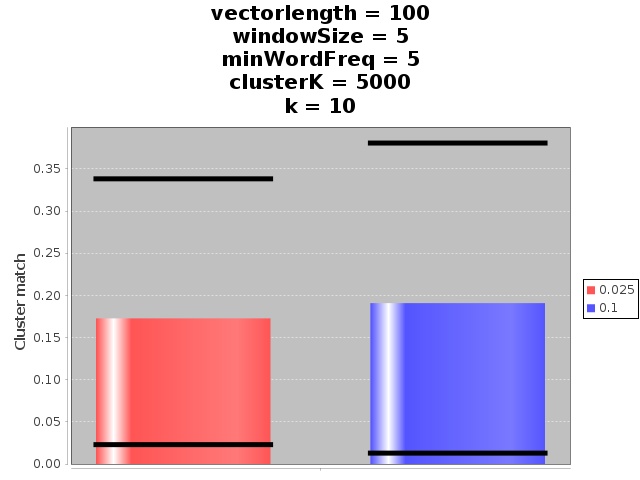 vectorlength = 100
windowSize = 5
minWordFreq = 5
clusterK = 5000
k = 10
0.35
0.30
0.25
0.20
0.15
0.10
0.05
0.00
Cluster match
0.025
0.1